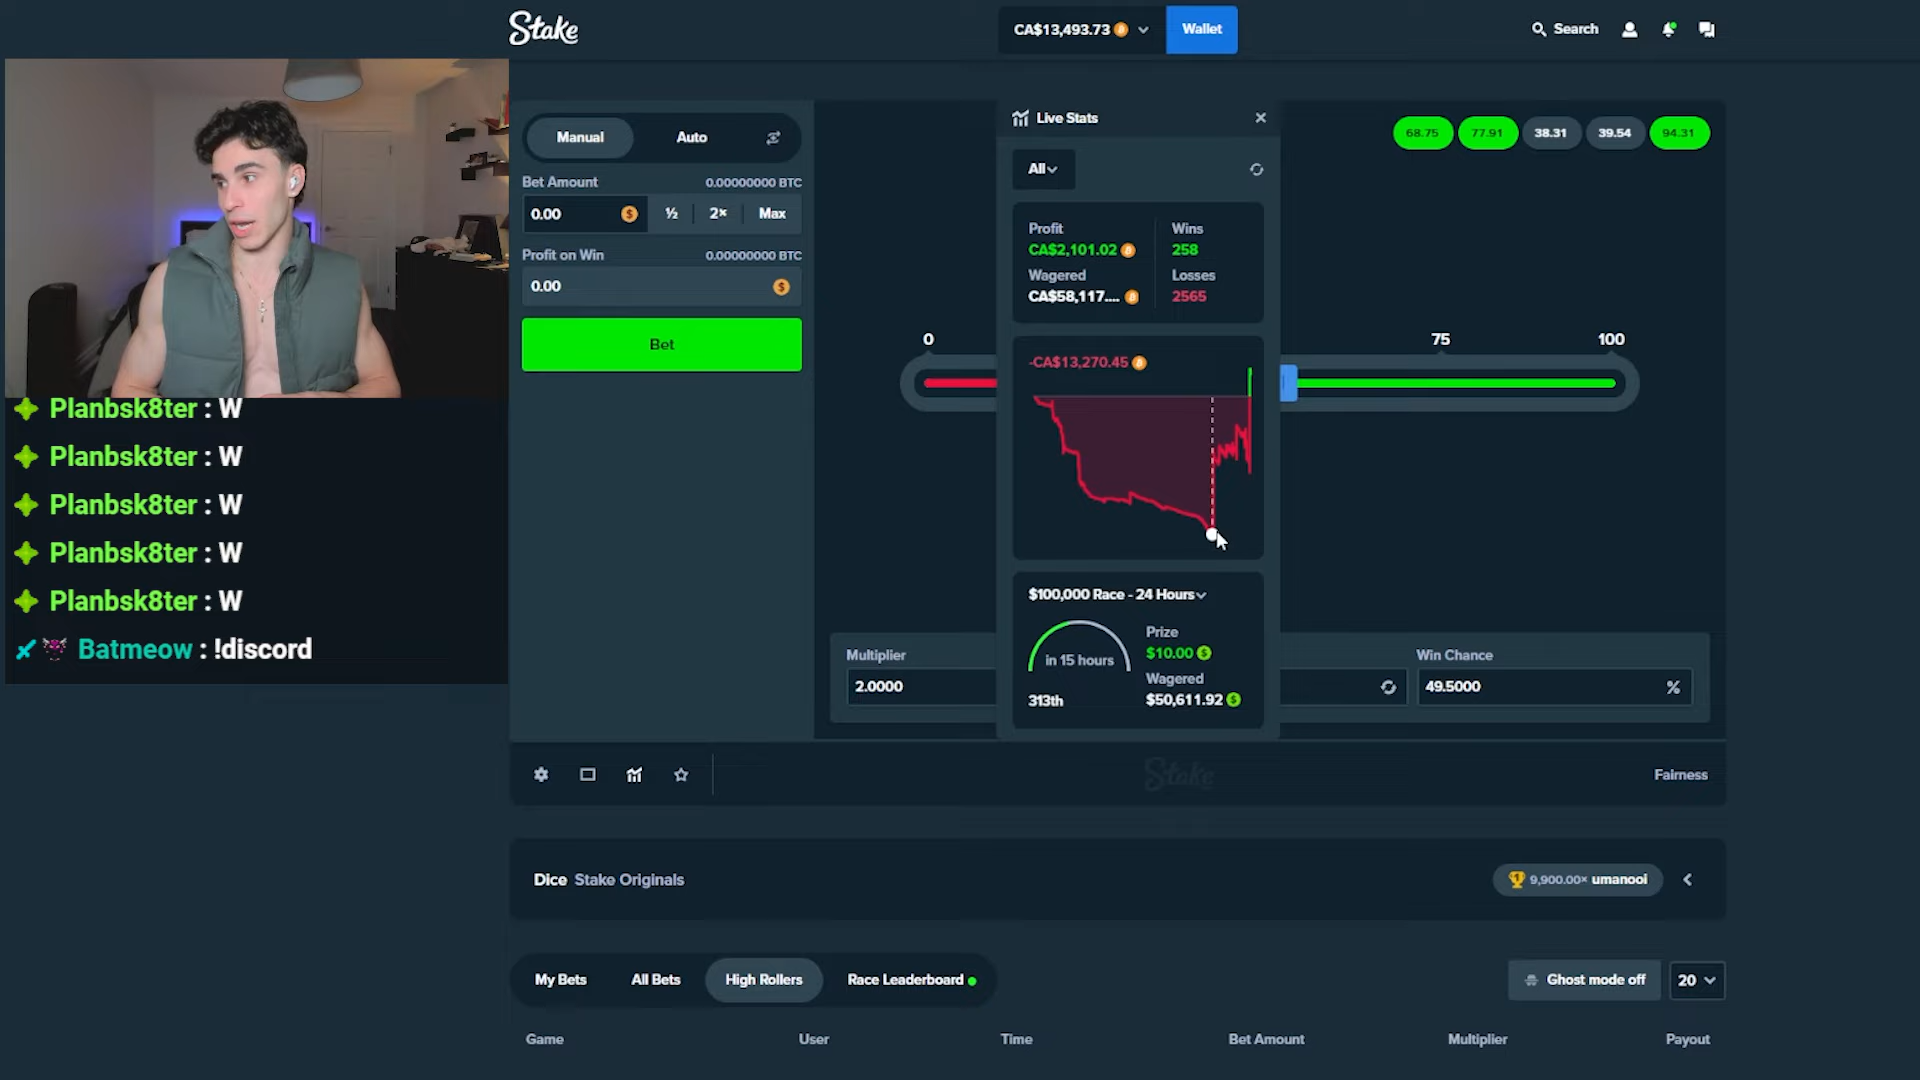 Stake
CA$13,493.73
Wallet
Search
Manual
Auto
Bet Amount
0.00000000 BTC
0.00
½
2×
Max
Profit on Win
0.00000000 BTC
0.00
Bet
Live Stats
All
Profit
CA$2,101.02
Wins
258
Wagered
CA$58,117....
Losses
2565
-CA$13,270.45
$100,000 Race - 24 Hours
in 15 hours
313th
Prize
$10.00
Wagered
$50,611.92
68.75
77.91
38.31
39.54
94.31
0
75
100
Multiplier
2.0000
Win Chance
49.5000
%
Planbsk8ter : W
Planbsk8ter : W
Planbsk8ter : W
Planbsk8ter : W
Planbsk8ter : W
Batmeow : !discord
Stake
Fairness
Dice Stake Originals
9,900.00× umanooi
My Bets
All Bets
High Rollers
Race Leaderboard
Ghost mode off
20
Game
User
Time
Bet Amount
Multiplier
Payout